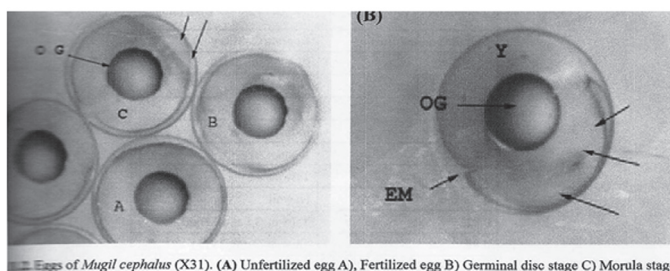 (B)
O G
C
B
A
Y
OG
EM
Eggs of Mugil cephalus (X31). (A) Unfertilized egg A), Fertilized egg B) Germinal disc stage C) Morula stag